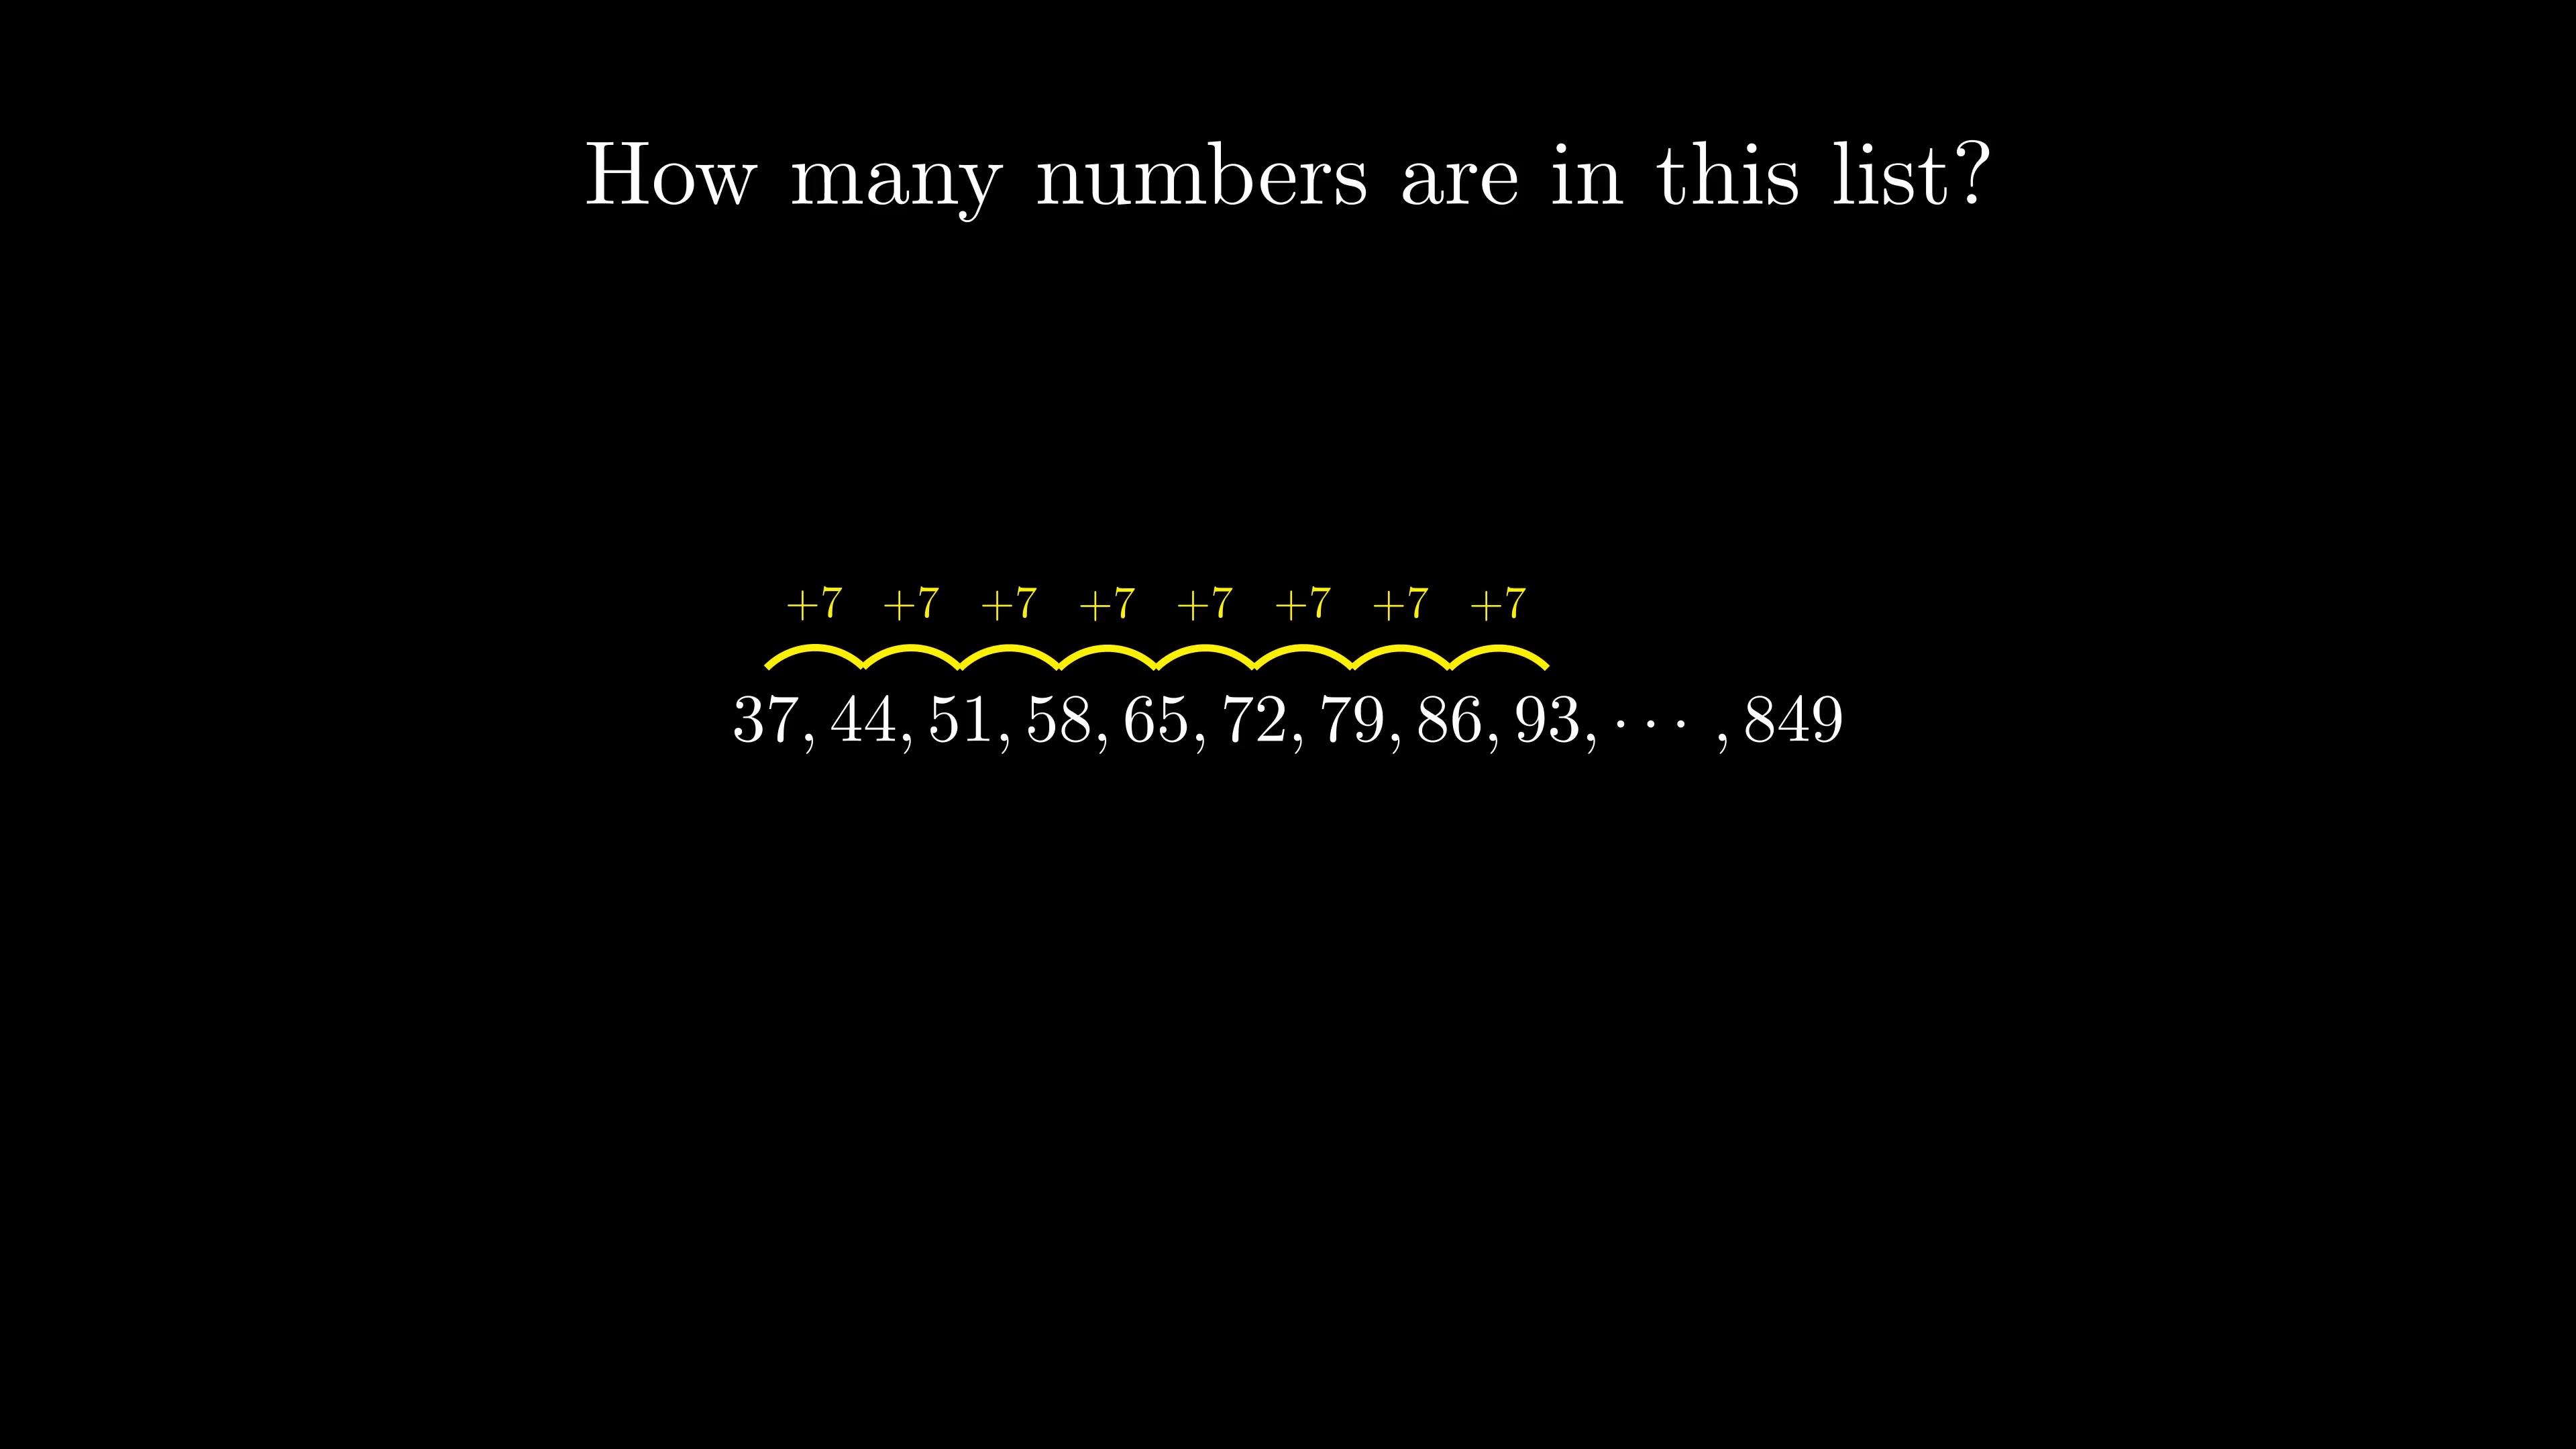 How many numbers are in this list?
+7 +7 +7 +7 +7 +7 +7 +7
37, 44, 51, 58, 65, 72, 79, 86, 93, ⋯ , 849